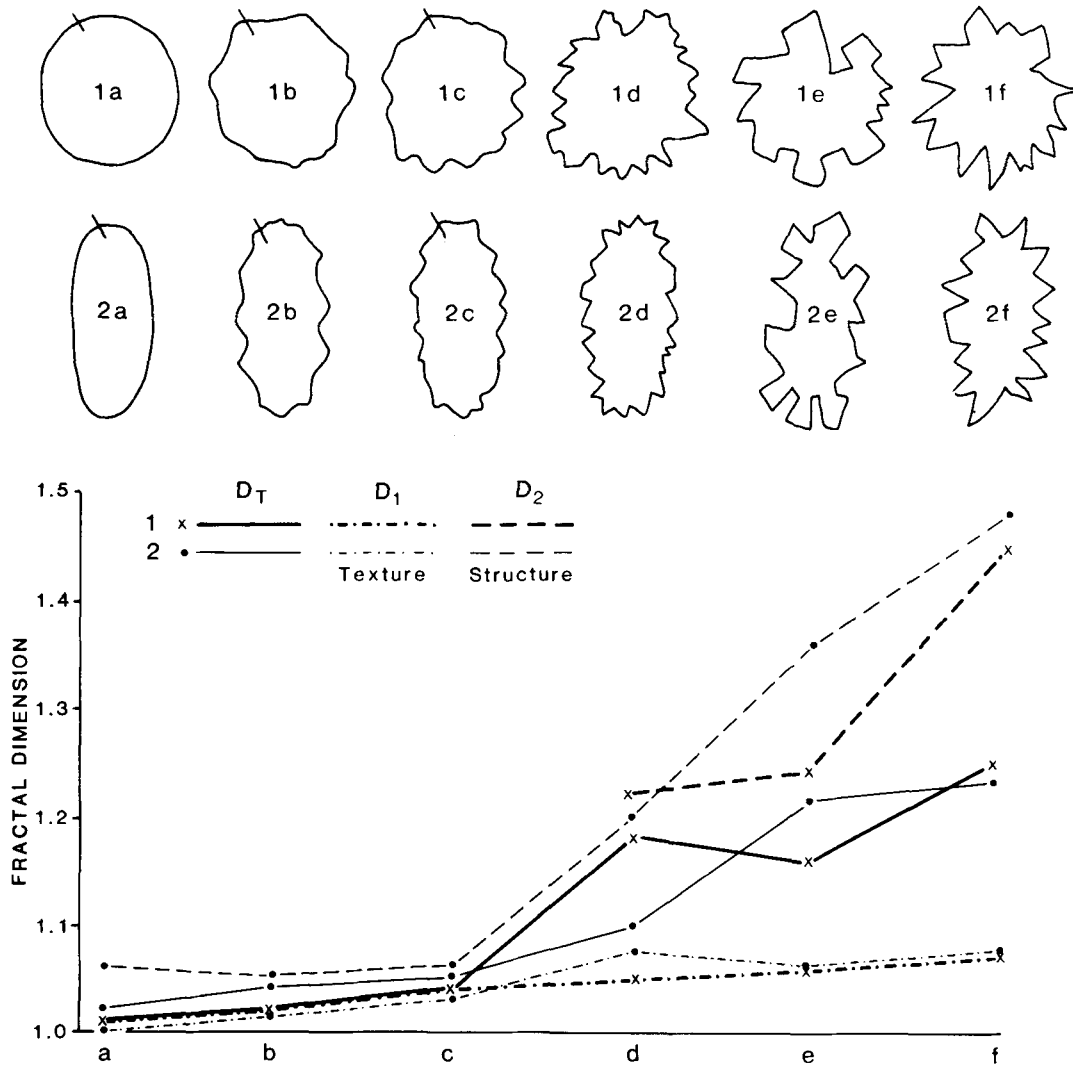 1a 1b 1c 1d 1e 1f
2a 2b 2c 2d 2e 2f
1.5
D_T D_1 D_2
1 x
2 •
Texture Structure
1.4
1.3
1.2
1.1
1.0
FRACTAL DIMENSION
a b c d e f